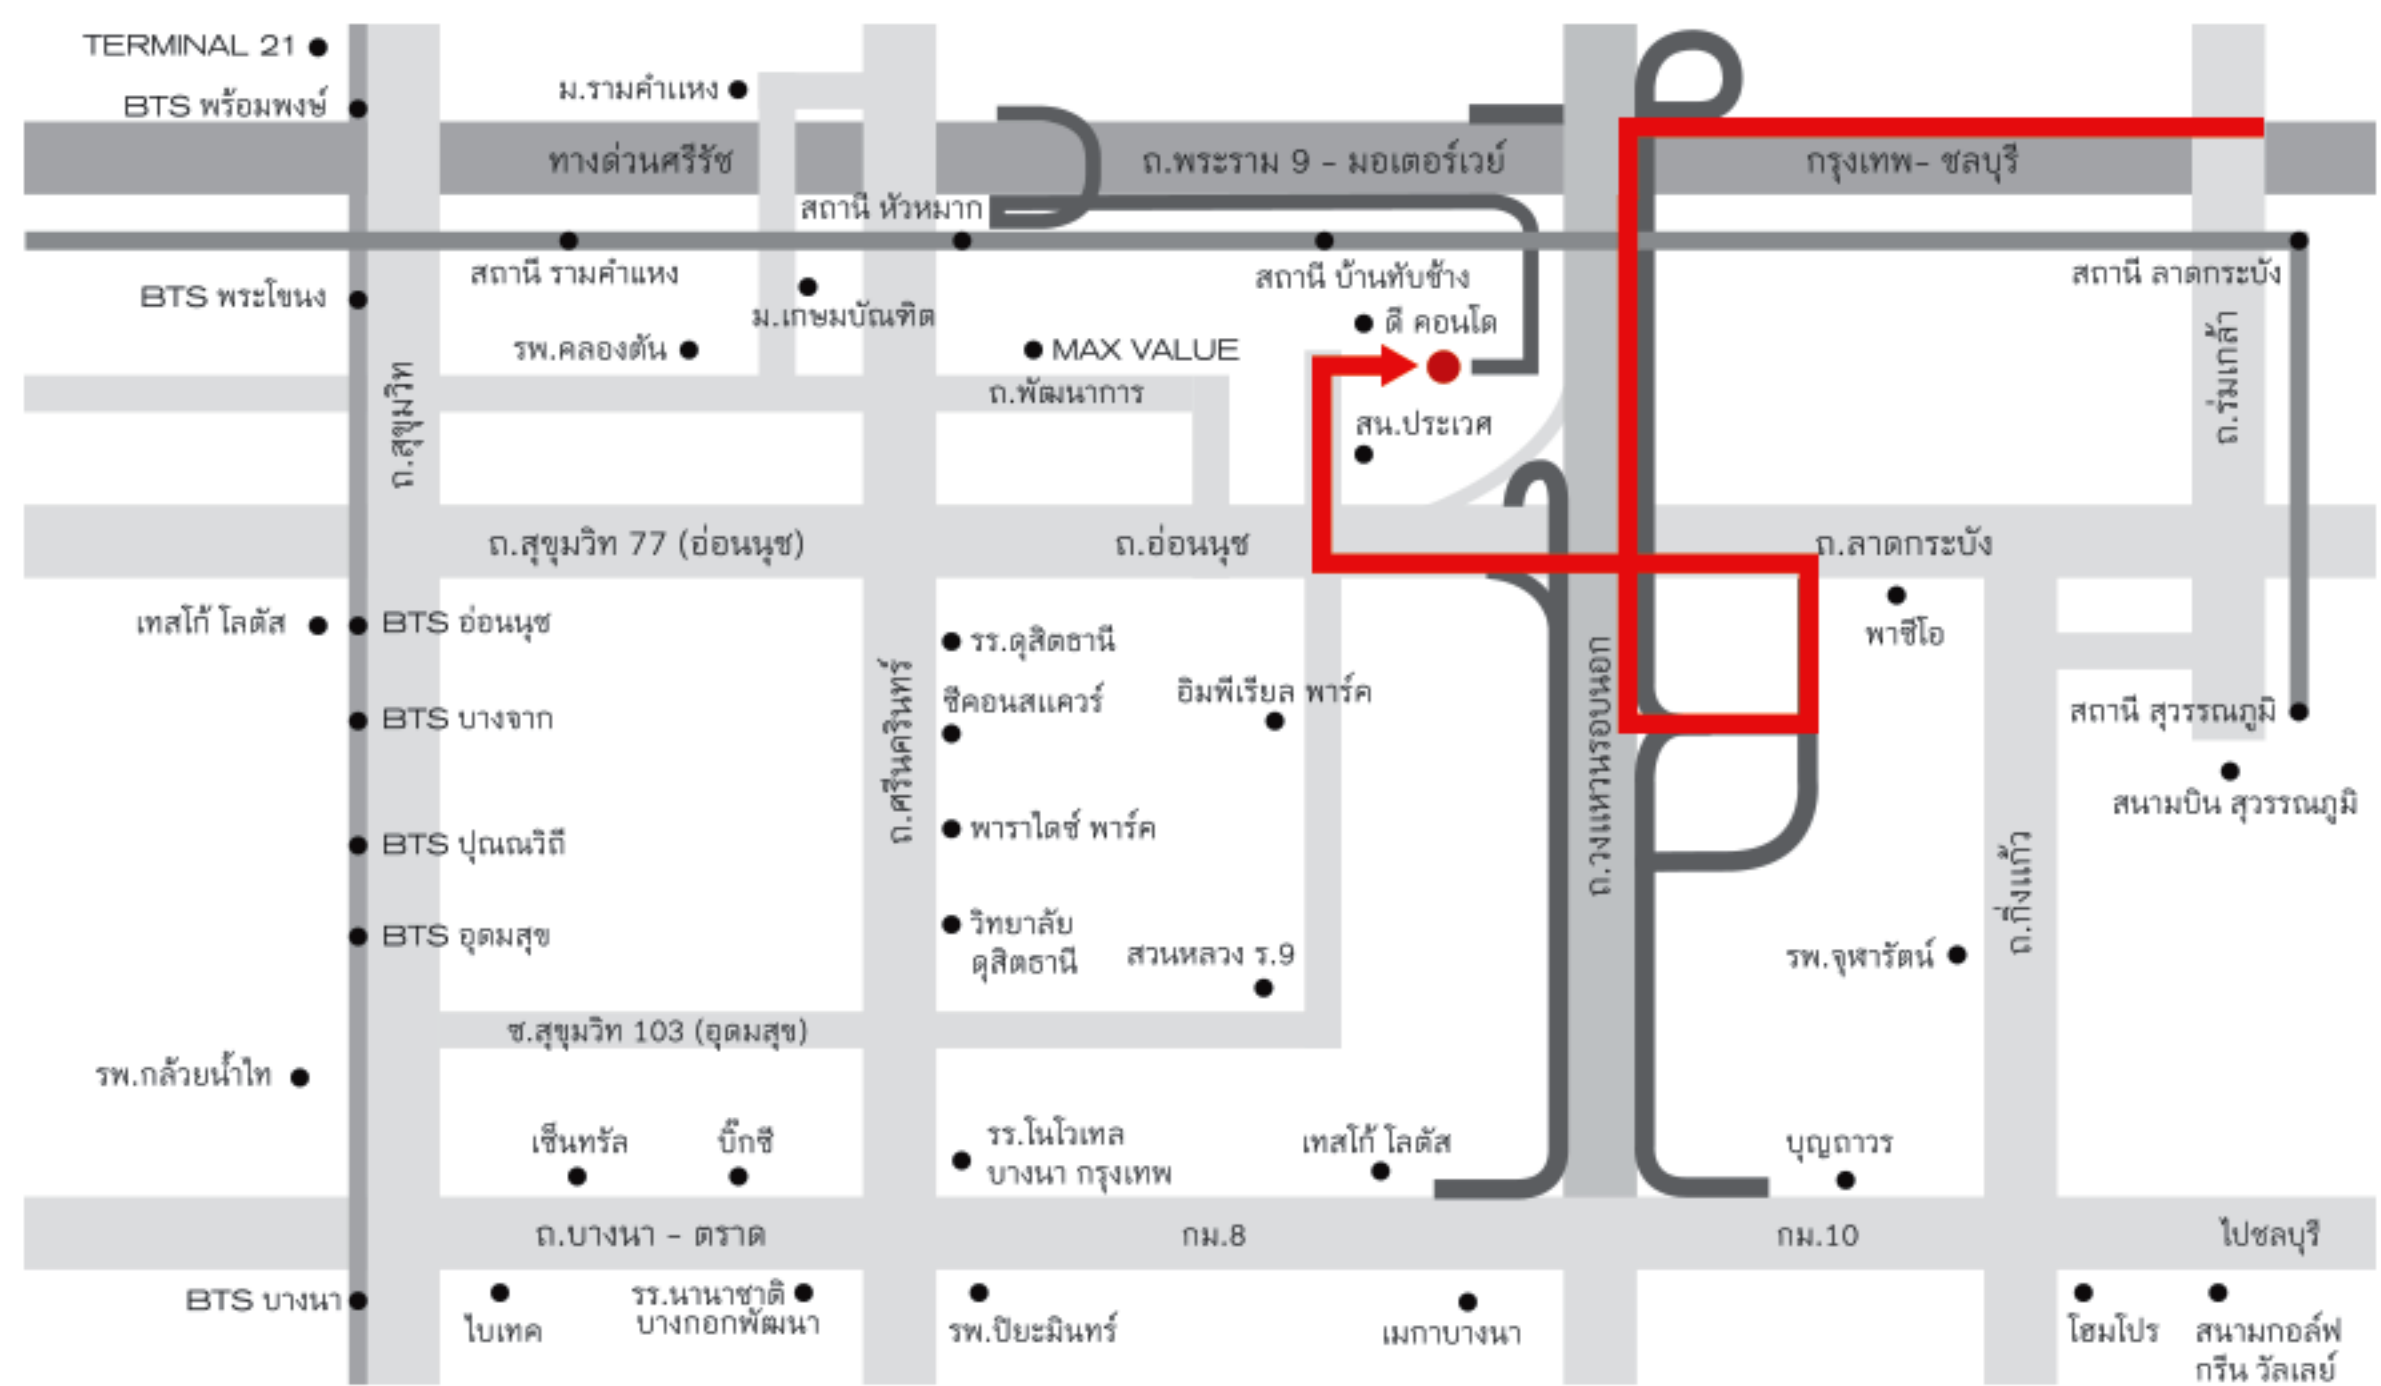 TERMINAL 21
ม.รามคำแหง
BTS พร้อมพงษ์
ทางด่วนศรีรัช
ถ.พระราม 9 - มอเตอร์เวย์
กรุงเทพ- ชลบุรี
สถานี หัวหมาก
สถานี รามคำแหง
สถานี บ้านทับช้าง
สถานี ลาดกระบัง
BTS พระโขนง
ม.เกษมบัณฑิต
ดี คอนโด
รพ.คลองตัน
MAX VALUE
ถ.พัฒนาการ
ถ.สุขุมวิท
สน.ประเวศ
ถ.ร่มเกล้า
ถ.สุขุมวิท 77 (อ่อนนุช)
ถ.อ่อนนุช
ถ.ลาดกระบัง
เทสโก้ โลตัส
BTS อ่อนนุช
รร.ดุสิตธานี
พาซิโอ
ซีคอนสแควร์
อิมพีเรียล พาร์ค
BTS บางจาก
สถานี สุวรรณภูมิ
ถ.ศรีนครินทร์
ถ.วงแหวนรอบนอก
สนามบิน สุวรรณภูมิ
BTS ปุณณวิถี
พาราไดซ์ พาร์ค
ถ.กิ่งแก้ว
BTS อุดมสุข
วิทยาลัย
ดุสิตธานี
สวนหลวง ร.9
รพ.จุฬารัตน์
ซ.สุขุมวิท 103 (อุดมสุข)
รพ.กล้วยน้ำไท
เซ็นทรัล
บิ๊กซี
รร.โนโวเทล
บางนา กรุงเทพ
เทสโก้ โลตัส
บุญถาวร
ถ.บางนา - ตราด
กม.8
กม.10
ไปชลบุรี
BTS บางนา
ไบเทค
รร.นานาชาติ
บางกอกพัฒนา
รพ.ปิยะมินทร์
เมกาบางนา
โฮมโปร
สนามกอล์ฟ
กรีน วัลเลย์